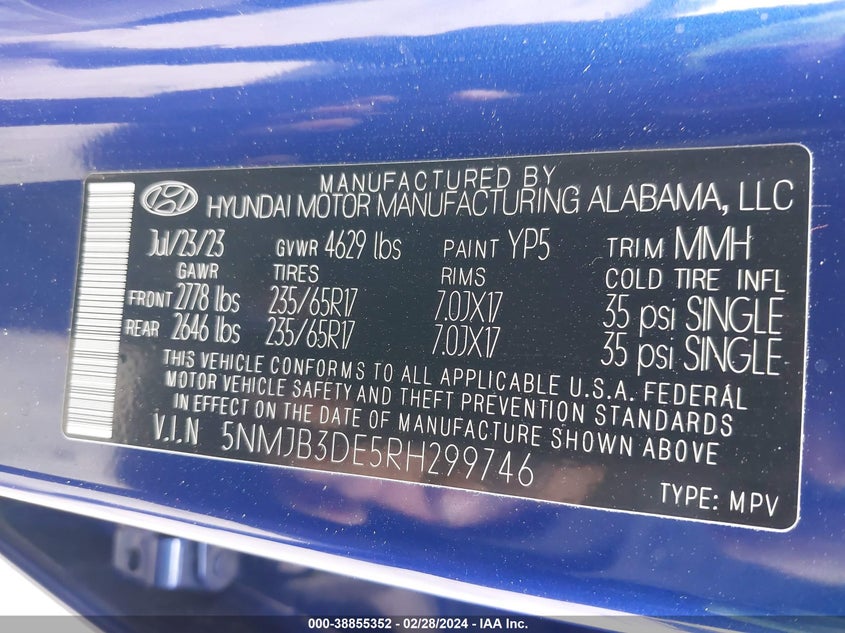 MANUFACTURED BY
HYUNDAI MOTOR MANUFACTURING ALABAMA, LLC
Jul/23/23 GVWR 4629 lbs PAINT YP5 TRIM MMH
GAWR TIRES RIMS COLD TIRE INFL
FRONT 2778 lbs 235/65R17 7.0JX17 35 psi SINGLE
REAR 2646 lbs 235/65R17 7.0JX17 35 psi SINGLE
THIS VEHICLE CONFORMS TO ALL APPLICABLE U.S.A. FEDERAL
MOTOR VEHICLE SAFETY AND THEFT PREVENTION STANDARDS
IN EFFECT ON THE DATE OF MANUFACTURE SHOWN ABOVE
V.I.N 5NMJB3DE5RH299746
TYPE: MPV
000-38855352 - 02/28/2024 - IAA Inc.